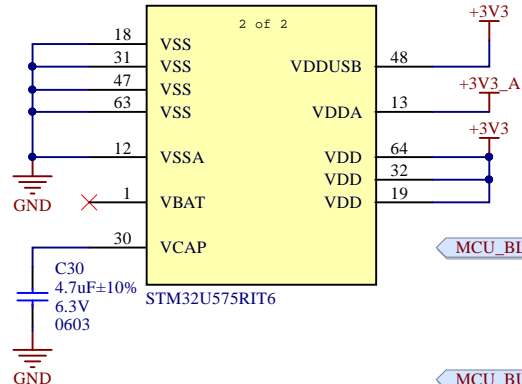 2 of 2
+3V3
18 VSS
31 VSS
VDDUSB 48
47 VSS
+3V3_A
63 VSS
VDDA 13
+3V3
12 VSSA
VDD 64
VDD 32
1 VBAT
VDD 19
GND
30 VCAP
MCU_BL
C30
4.7uF±10%
6.3V
0603
STM32U575RIT6
GND
MCU_BL